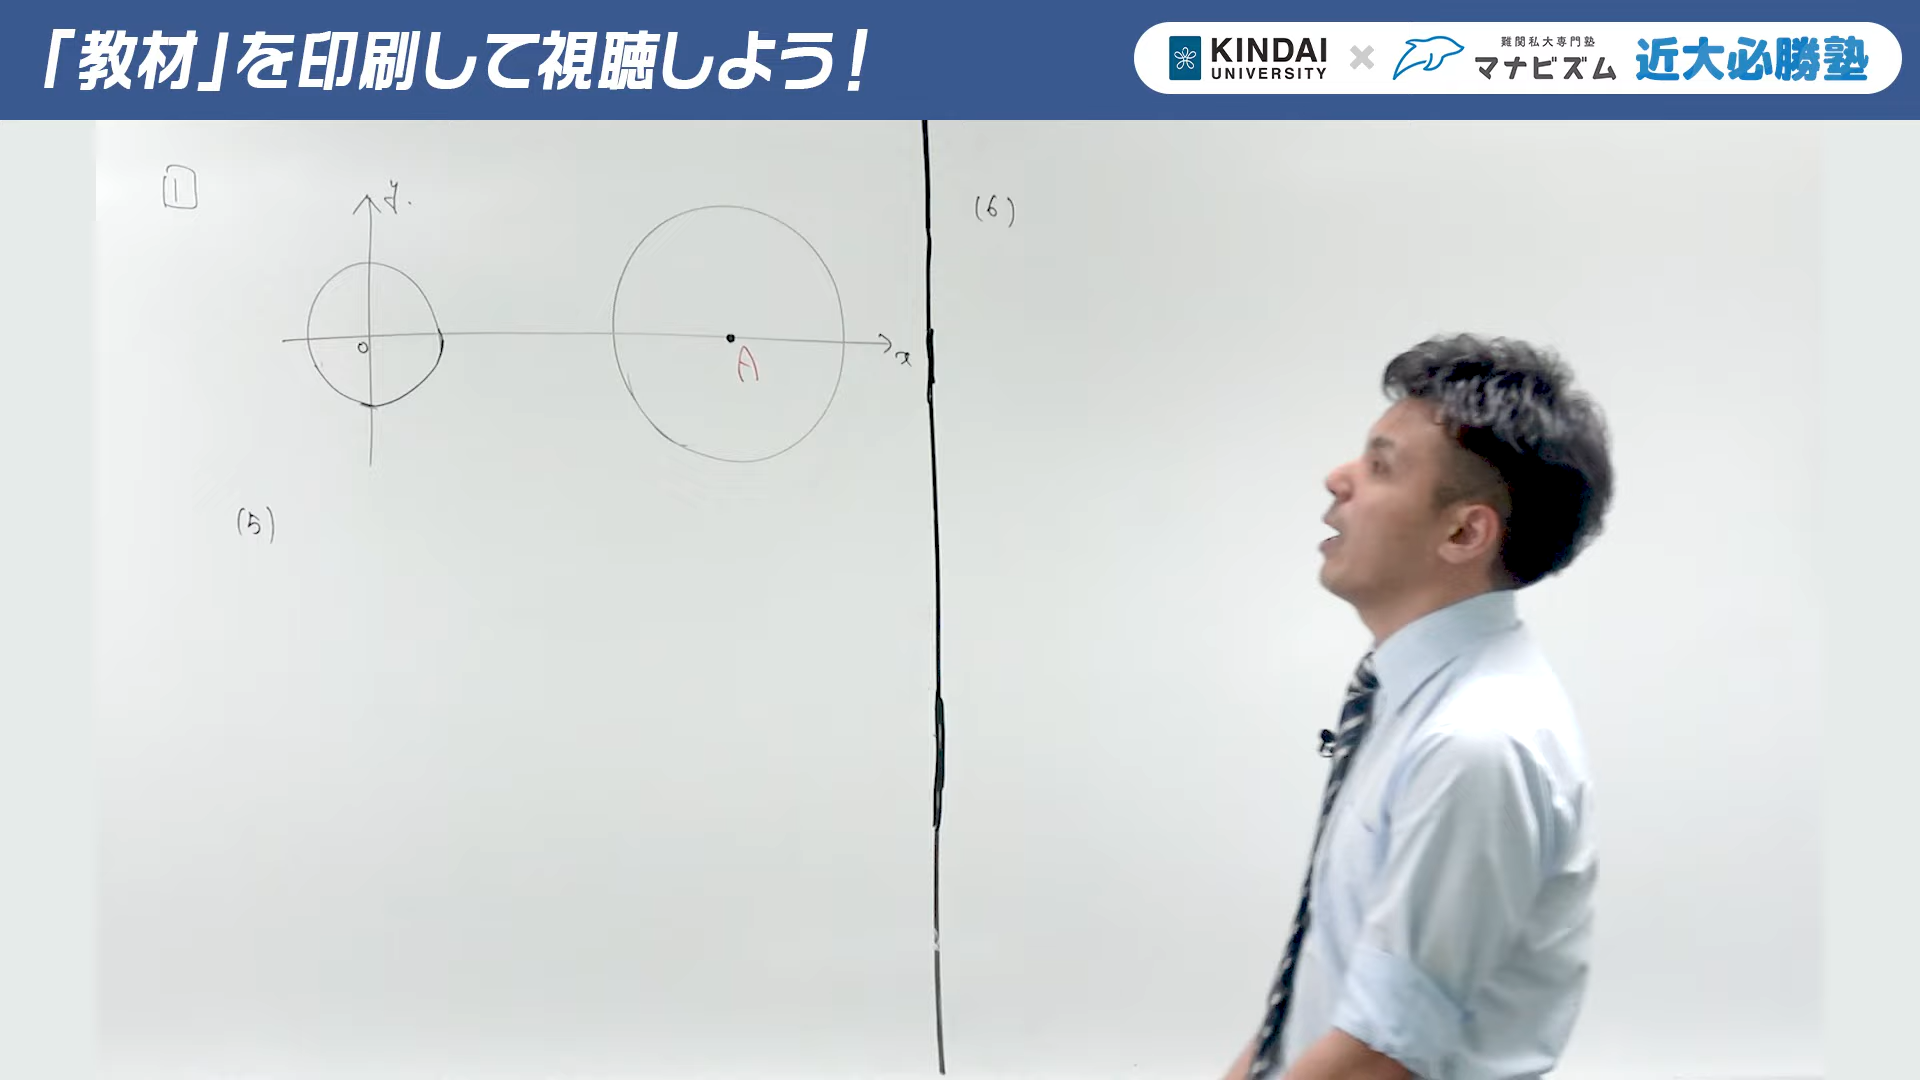 「教材」を印刷して視聴しよう！
KINDAI UNIVERSITY × 難関私大専門塾 マナビズム 近大必勝塾
1
y
O
A
x
(5)
(6)